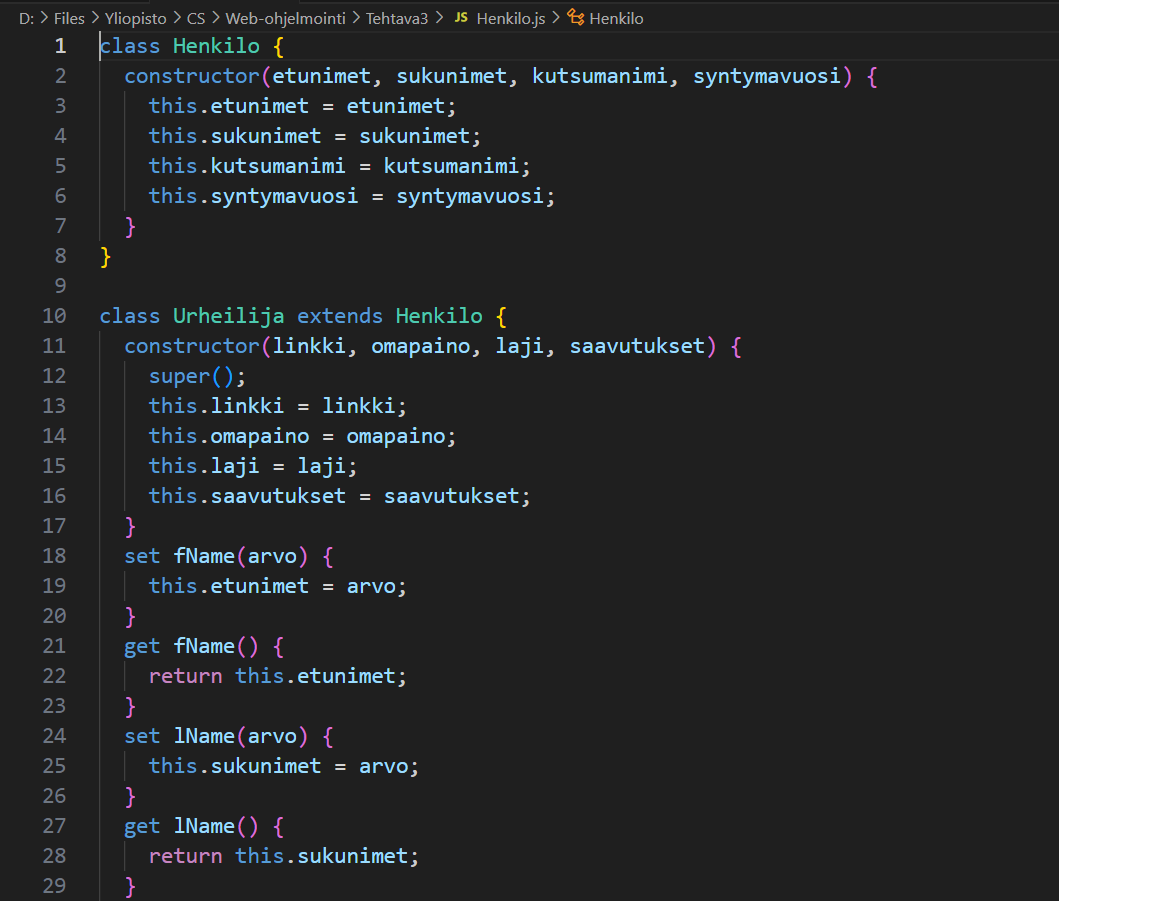 D: > Files > Yliopisto > CS > Web-ohjelmointi > Tehtava3 > JS Henkilo.js > Henkilo
1 class Henkilo {
2   constructor(etunimet, sukunimet, kutsumanimi, syntymavuosi) {
3     this.etunimet = etunimet;
4     this.sukunimet = sukunimet;
5     this.kutsumanimi = kutsumanimi;
6     this.syntymavuosi = syntymavuosi;
7   }
8 }
9
10 class Urheilija extends Henkilo {
11   constructor(linkki, omapaino, laji, saavutukset) {
12     super();
13     this.linkki = linkki;
14     this.omapaino = omapaino;
15     this.laji = laji;
16     this.saavutukset = saavutukset;
17   }
18   set fName(arvo) {
19     this.etunimet = arvo;
20   }
21   get fName() {
22     return this.etunimet;
23   }
24   set lName(arvo) {
25     this.sukunimet = arvo;
26   }
27   get lName() {
28     return this.sukunimet;
29   }